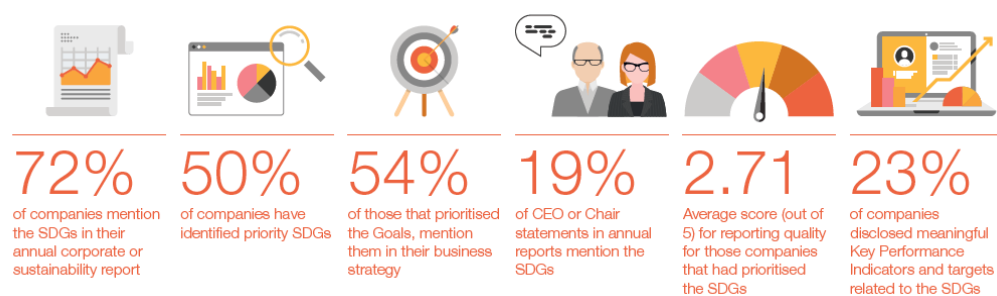 72%
of companies mention
the SDGs in their
annual corporate or
sustainability report
50%
of companies have
identified priority SDGs
54%
of those that prioritised
the Goals, mention
them in their business
strategy
19%
of CEO or Chair
statements in annual
reports mention the
SDGs
2.71
Average score (out of
5) for reporting quality
for those companies
that had prioritised
the SDGs
23%
of companies
disclosed meaningful
Key Performance
Indicators and targets
related to the SDGs